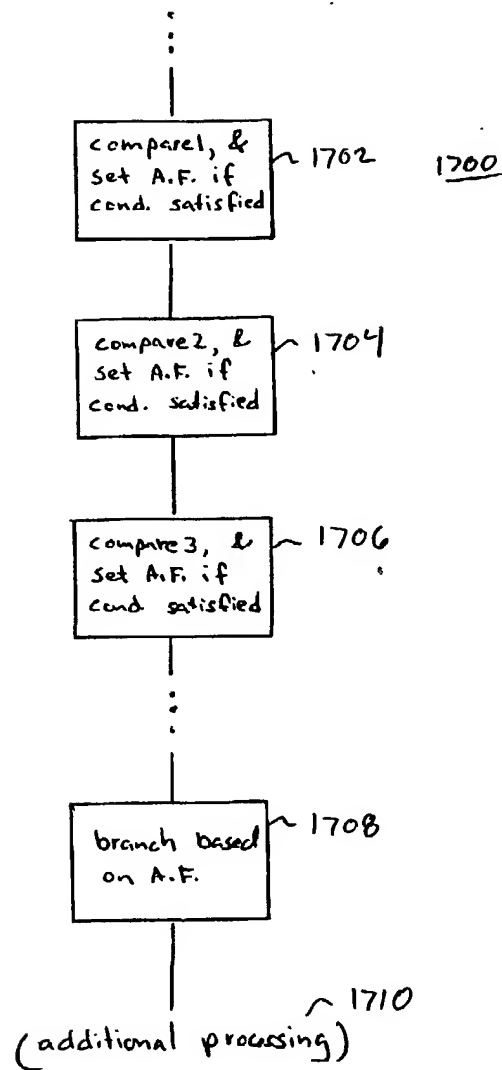 compare1, &
set A.F. if
cond. satisfied
1702
1700
compare2, &
set A.F. if
cond. satisfied
1704
compare3, &
set A.F. if
cond satisfied
1706
branch based
on A.F.
1708
1710
(additional processing)